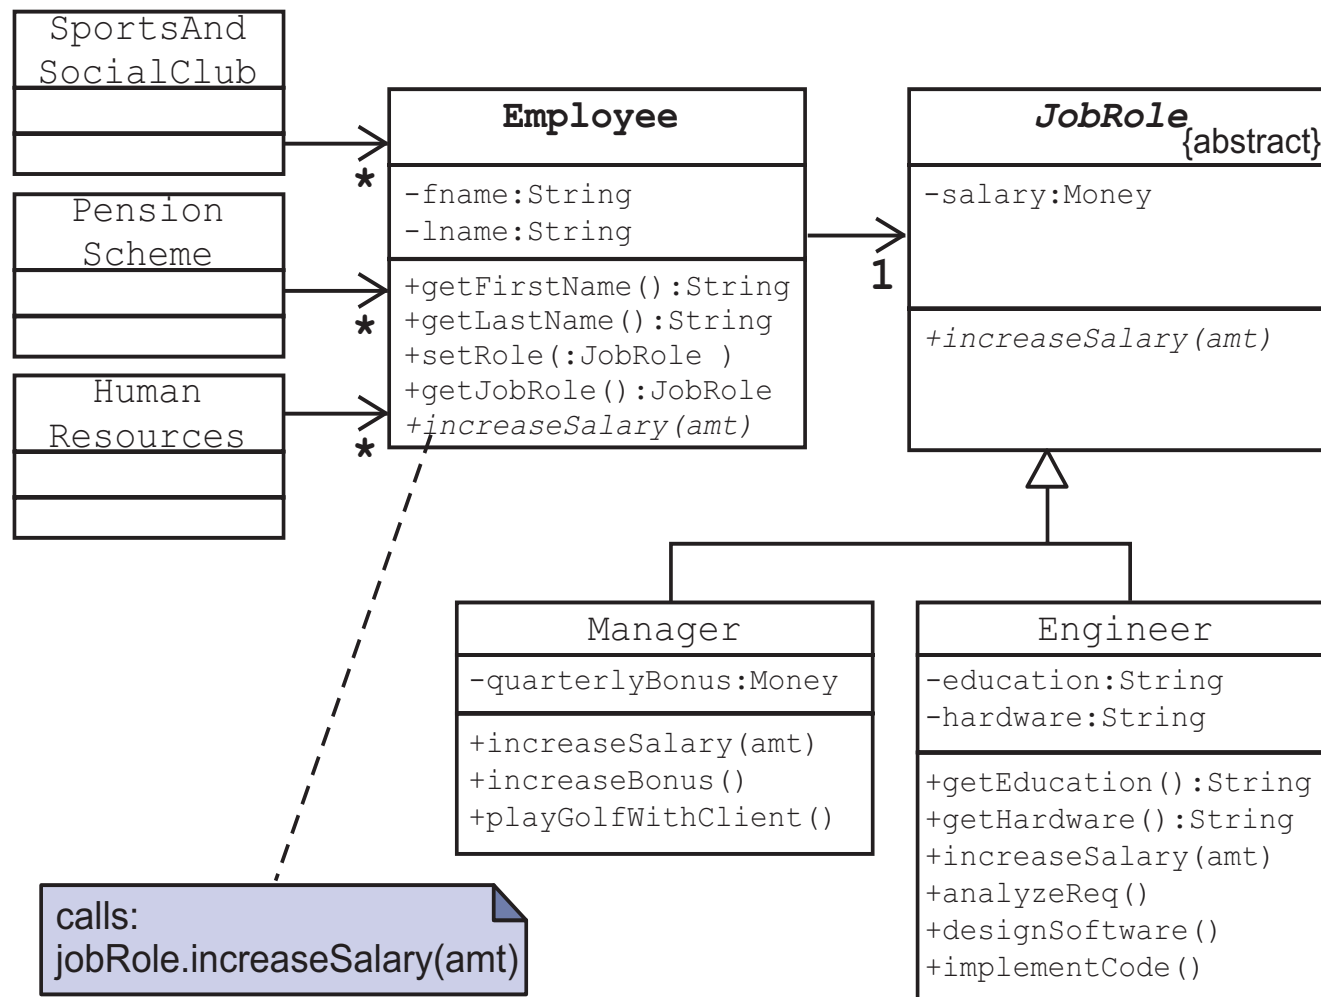 SportsAnd
SocialClub
Pension
Scheme
Human
Resources
*
*
*
Employee
-fname:String
-lname:String
+getFirstName():String
+getLastName():String
+setRole(:JobRole )
+getJobRole():JobRole
+increaseSalary(amt)
1
JobRole
{abstract}
-salary:Money
+increaseSalary(amt)
Manager
-quarterlyBonus:Money
+increaseSalary(amt)
+increaseBonus()
+playGolfWithClient()
Engineer
-education:String
-hardware:String
+getEducation():String
+getHardware():String
+increaseSalary(amt)
+analyzeReq()
+designSoftware()
+implementCode()
calls:
jobRole.increaseSalary(amt)